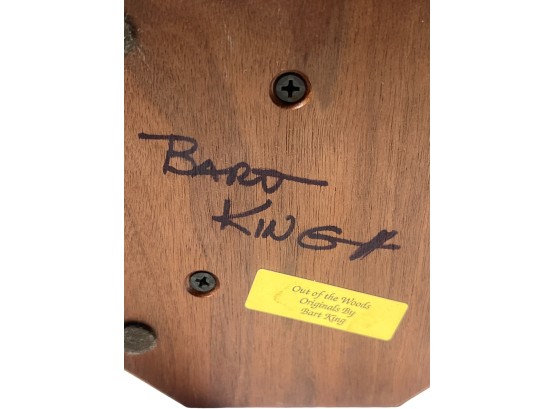 BART
KING
Out of the Woods
Originals By
Bart King